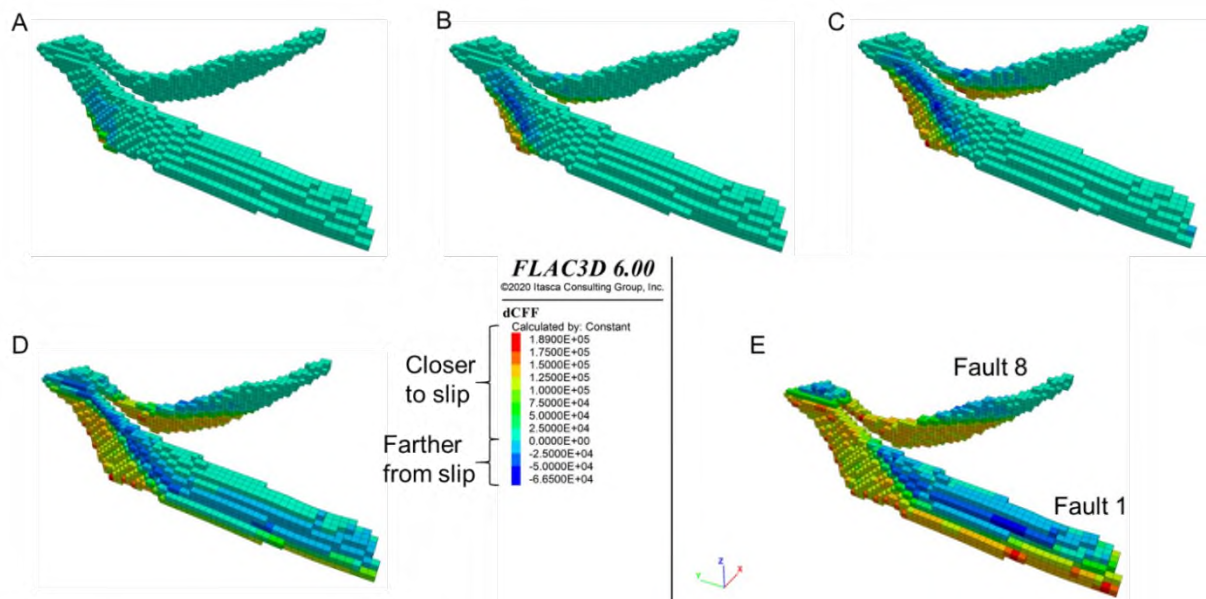 A
B
C
FLAC3D 6.00
©2020 Itasca Consulting Group, Inc.
dCFF
Calculated by: Constant
1.8900E+05
1.7500E+05
1.5000E+05
1.2500E+05
1.0000E+05
7.5000E+04
5.0000E+04
2.5000E+04
0.0000E+00
-2.5000E+04
-5.0000E+04
-6.6500E+04
Closer
to slip
Farther
from slip
D
E
Fault 8
Fault 1
Z
Y
X